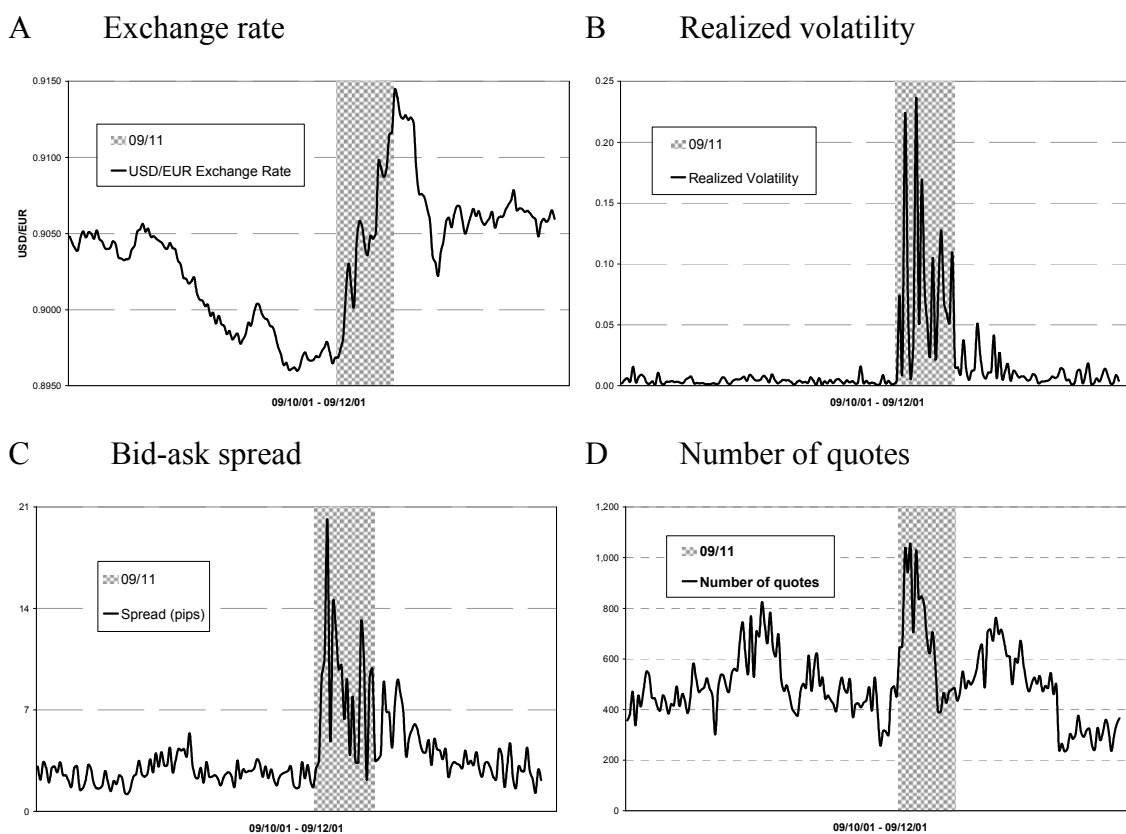 A Exchange rate
0.9150
0.9100
0.9050
0.9000
0.8950
USD/EUR
09/11
USD/EUR Exchange Rate
09/10/01 - 09/12/01
B Realized volatility
0.25
0.20
0.15
0.10
0.05
0.00
09/11
Realized Volatility
09/10/01 - 09/12/01
C Bid-ask spread
21
14
7
0
09/11
Spread (pips)
09/10/01 - 09/12/01
D Number of quotes
1,200
1,000
800
600
400
200
0
09/11
Number of quotes
09/10/01 - 09/12/01